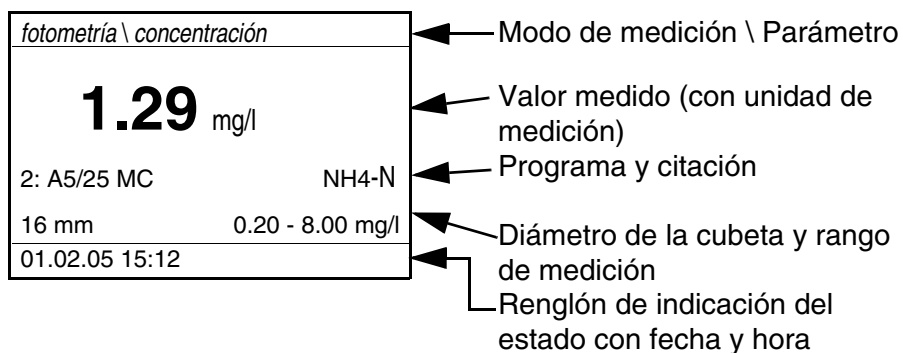 fotometría \ concentración
Modo de medición \ Parámetro
1.29 mg/l
Valor medido (con unidad de
medición)
2: A5/25 MC NH4-N
Programa y citación
16 mm 0.20 - 8.00 mg/l
Diámetro de la cubeta y rango
de medición
01.02.05 15:12
Renglón de indicación del
estado con fecha y hora